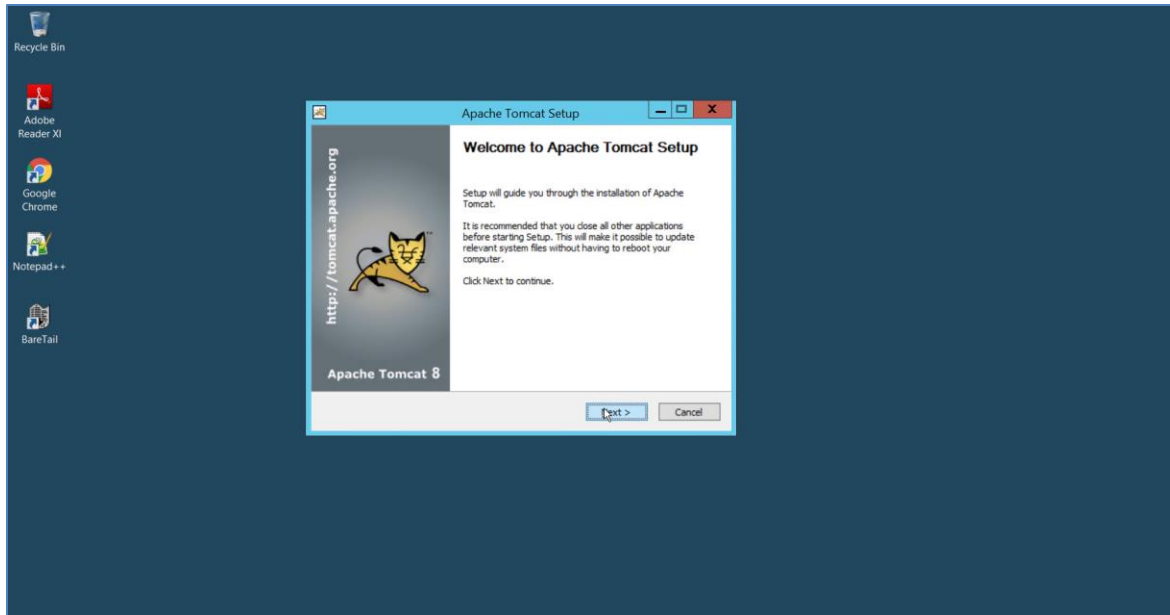 Recycle Bin
Adobe
Reader XI
Google
Chrome
Notepad++
BareTail
Apache Tomcat Setup
http://tomcat.apache.org
Apache Tomcat 8
Welcome to Apache Tomcat Setup
Setup will guide you through the installation of Apache
Tomcat.
It is recommended that you close all other applications
before starting Setup. This will make it possible to update
relevant system files without having to reboot your
computer.
Click Next to continue.
Next >
Cancel